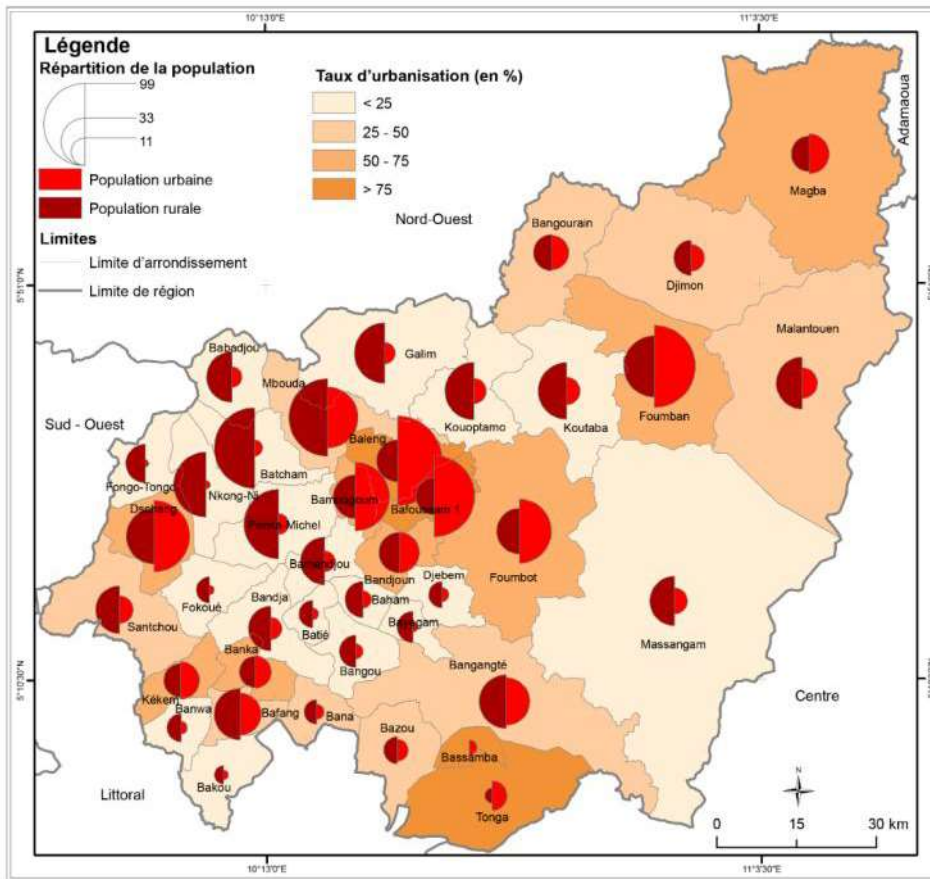 10°13'0"E
11°3'30"E
Légende
Répartition de la population
99
33
11
Population urbaine
Population rurale
Limites
Limite d'arrondissement
Limite de région
Taux d'urbanisation (en %)
< 25
25 - 50
50 - 75
> 75
Adamaoua
Nord-Ouest
Magba
Bangourain
Djimon
5°51'0"N
Malantouen
Babadjou
Galim
Mbouda
Foumban
Sud - Ouest
Kouoptamo
Koutaba
Baleng
Batcham
Fongo-Tongo
Nkong-Ni
Bafoussam 1
Dschang
Michel
Foumbot
Bamendjou
Bandjoun
Djebem
Fokoué
Bandja
Baham
Santchou
Batié
Bayagam
Massangam
Banka
Bangou
Bangangté
5°10'30"N
Centre
Kékem
Banwa
Bafang
Bana
Bazou
Bassamba
N
Littoral
Bakou
Tonga
0 15 30 km
10°13'0"E
11°3'30"E
5°10'30"N